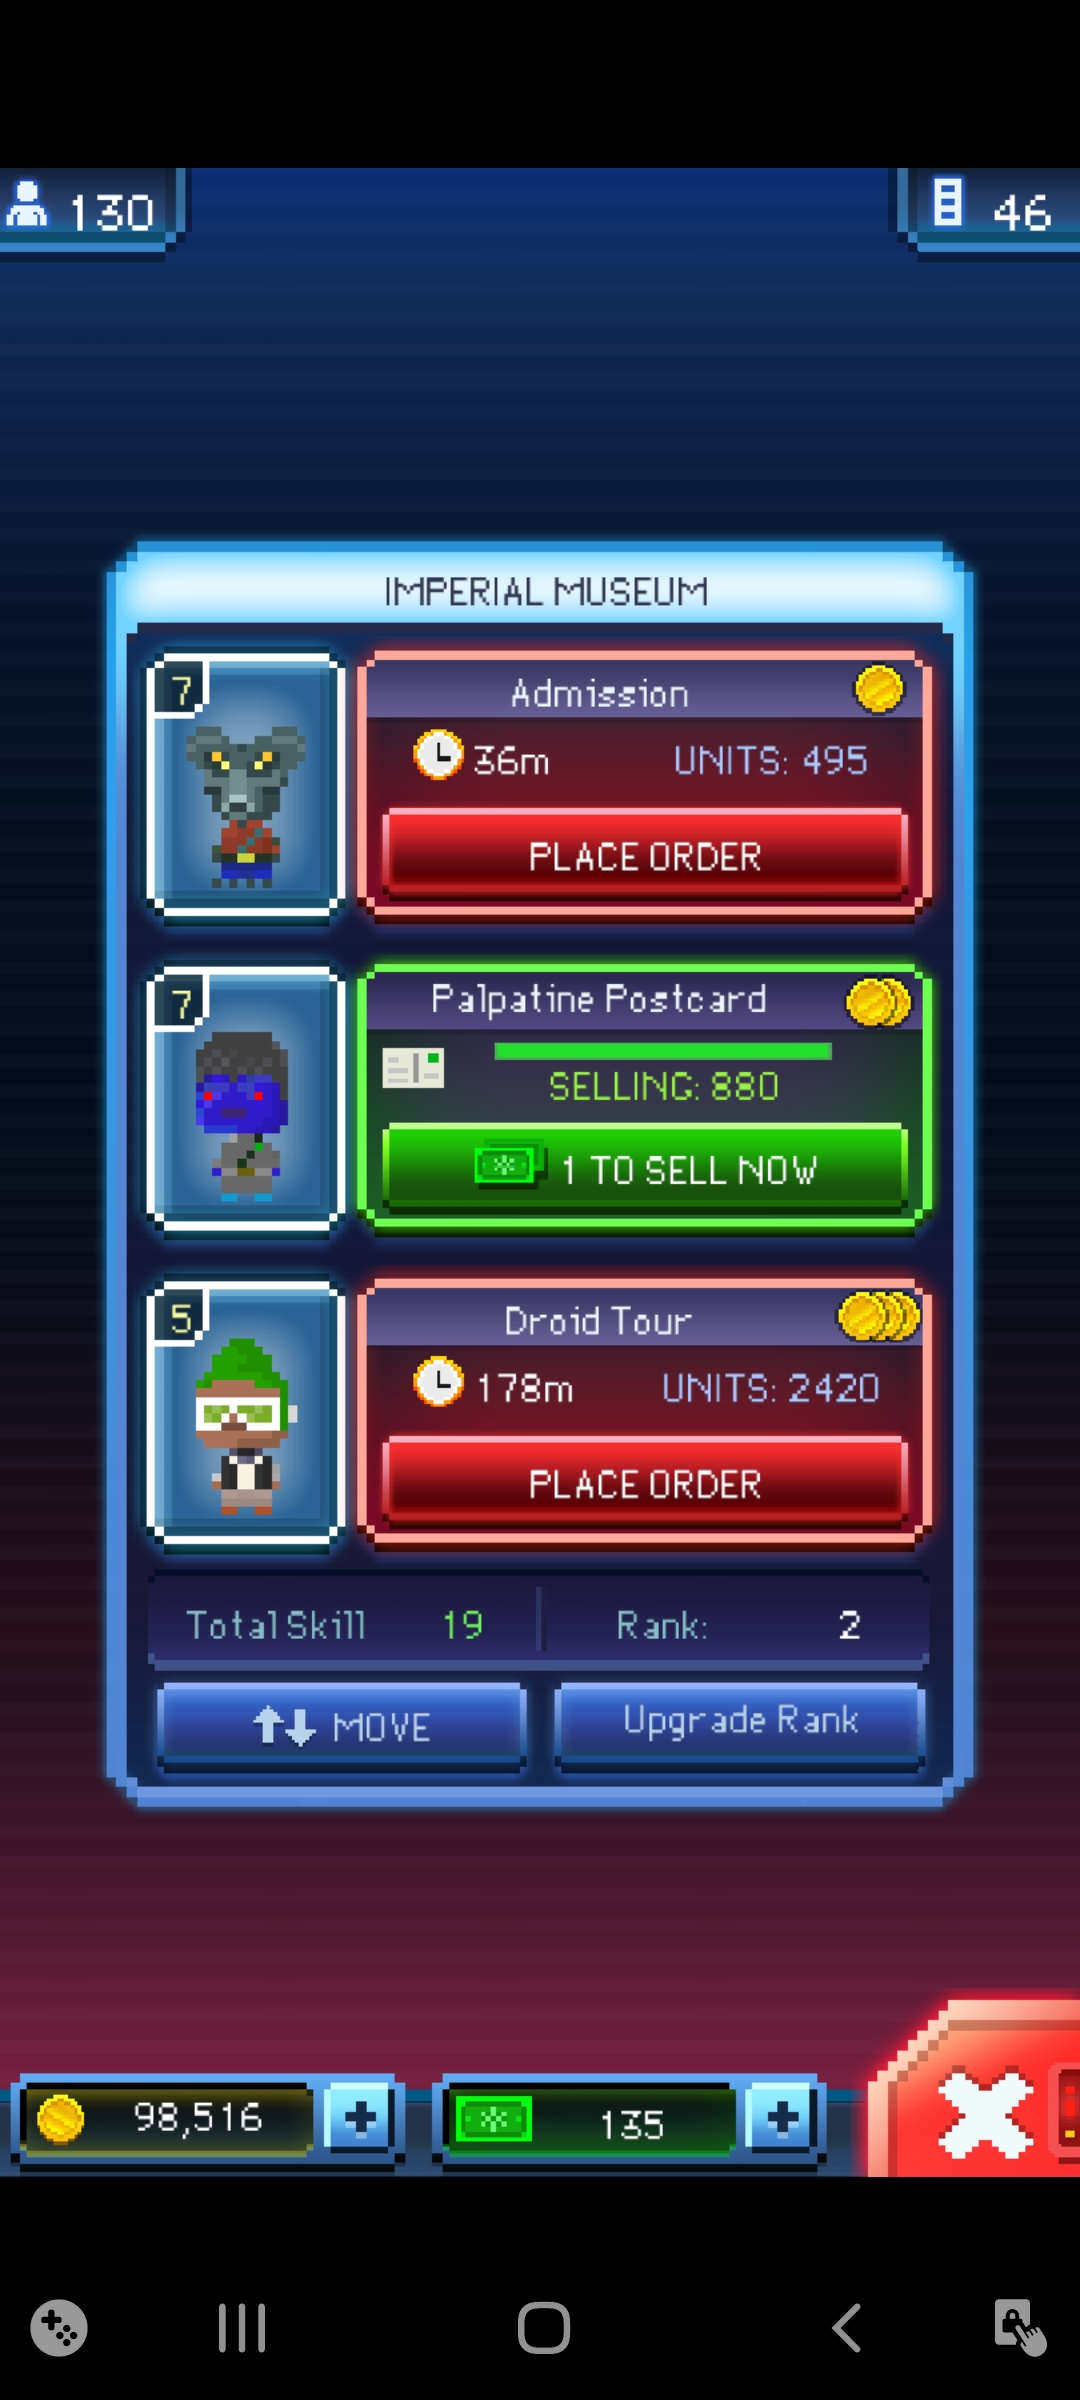 130
46
IMPERIAL MUSEUM
7
Admission
36m
UNITS: 495
PLACE ORDER
7
Palpatine Postcard
SELLING: 880
1 TO SELL NOW
5
Droid Tour
178m
UNITS: 2420
PLACE ORDER
Total Skill 19
Rank: 2
MOVE
Upgrade Rank
98,516
135